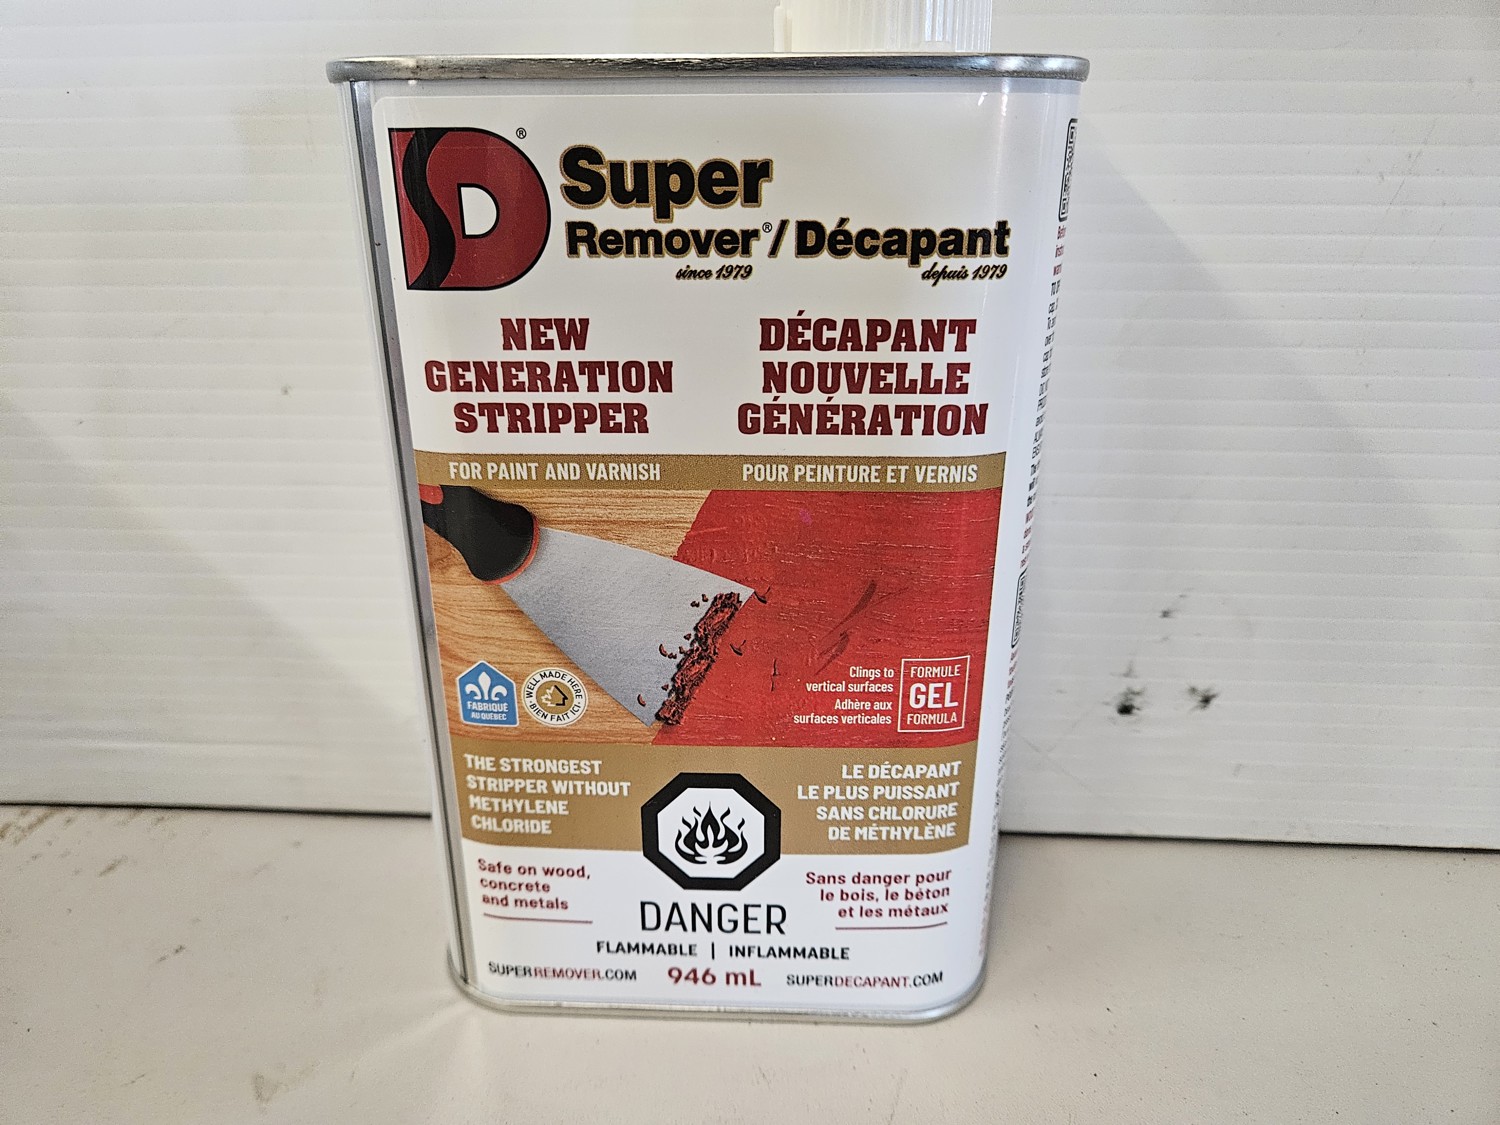 SD®
Super
Remover®/Décapant
since 1979
depuis 1979
NEW
GENERATION
STRIPPER
DÉCAPANT
NOUVELLE
GÉNÉRATION
FOR PAINT AND VARNISH
POUR PEINTURE ET VERNIS
Clings to
vertical surfaces
Adhère aux
surfaces verticales
FORMULE
GEL
FORMULA
FABRIQUÉ
AU QUÉBEC
WELL MADE HERE
BIEN FAIT ICI
THE STRONGEST
STRIPPER WITHOUT
METHYLENE
CHLORIDE
LE DÉCAPANT
LE PLUS PUISSANT
SANS CHLORURE
DE MÉTHYLÈNE
Safe on wood,
concrete
and metals
Sans danger pour
le bois, le béton
et les métaux
DANGER
FLAMMABLE | INFLAMMABLE
SUPERREMOVER.COM
946 mL
SUPERDECAPANT.COM